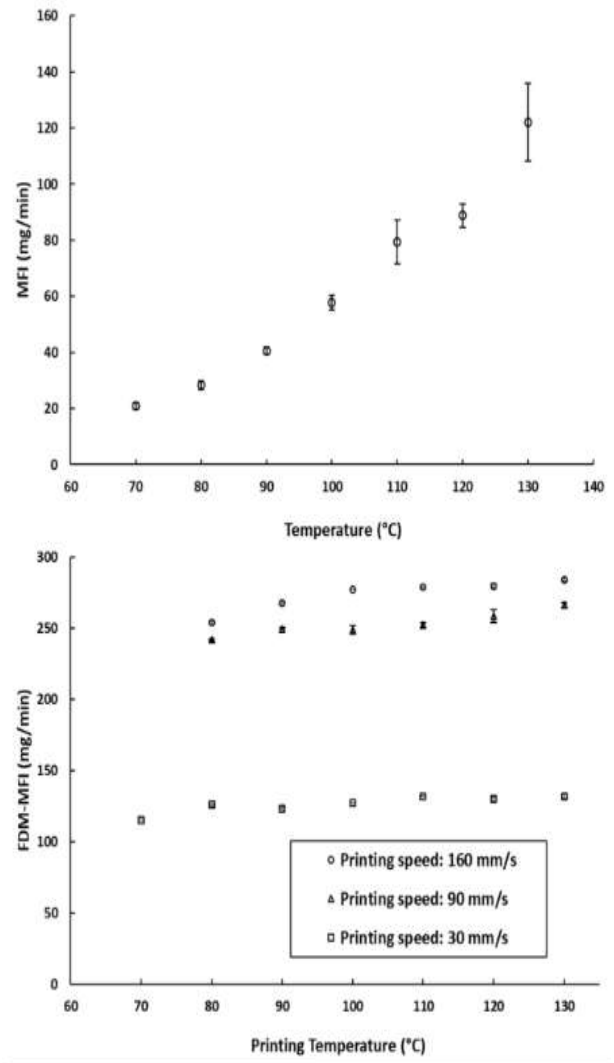 160
140
120
100
80
60
40
20
0
MFI (mg/min)
60 70 80 90 100 110 120 130 140
Temperature (°C)
300
250
200
150
100
50
0
FDM-MFI (mg/min)
Printing speed: 160 mm/s
Printing speed: 90 mm/s
Printing speed: 30 mm/s
60 70 80 90 100 110 120 130
Printing Temperature (°C)